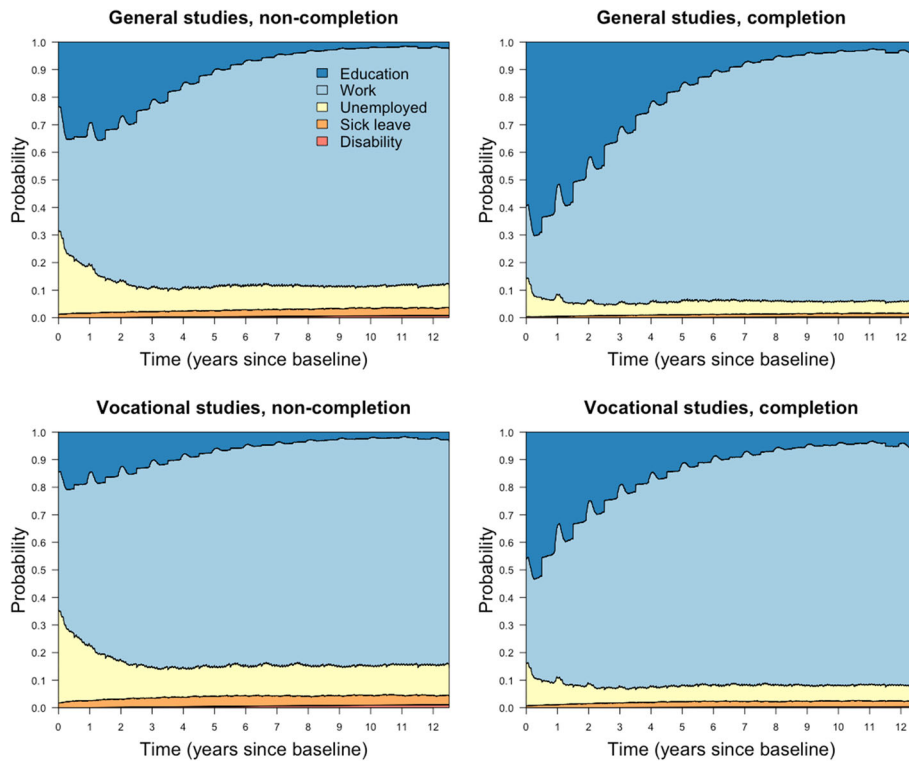 General studies, non-completion
General studies, completion
1.0
0.9
0.8
0.7
0.6
0.5
0.4
0.3
0.2
0.1
0.0
Probability
Education
Work
Unemployed
Sick leave
Disability
0 1 2 3 4 5 6 7 8 9 10 11 12
Time (years since baseline)
1.0
0.9
0.8
0.7
0.6
0.5
0.4
0.3
0.2
0.1
0.0
Probability
0 1 2 3 4 5 6 7 8 9 10 11 12
Time (years since baseline)
Vocational studies, non-completion
Vocational studies, completion
1.0
0.9
0.8
0.7
0.6
0.5
0.4
0.3
0.2
0.1
0.0
Probability
0 1 2 3 4 5 6 7 8 9 10 11 12
Time (years since baseline)
1.0
0.9
0.8
0.7
0.6
0.5
0.4
0.3
0.2
0.1
0.0
Probability
0 1 2 3 4 5 6 7 8 9 10 11 12
Time (years since baseline)